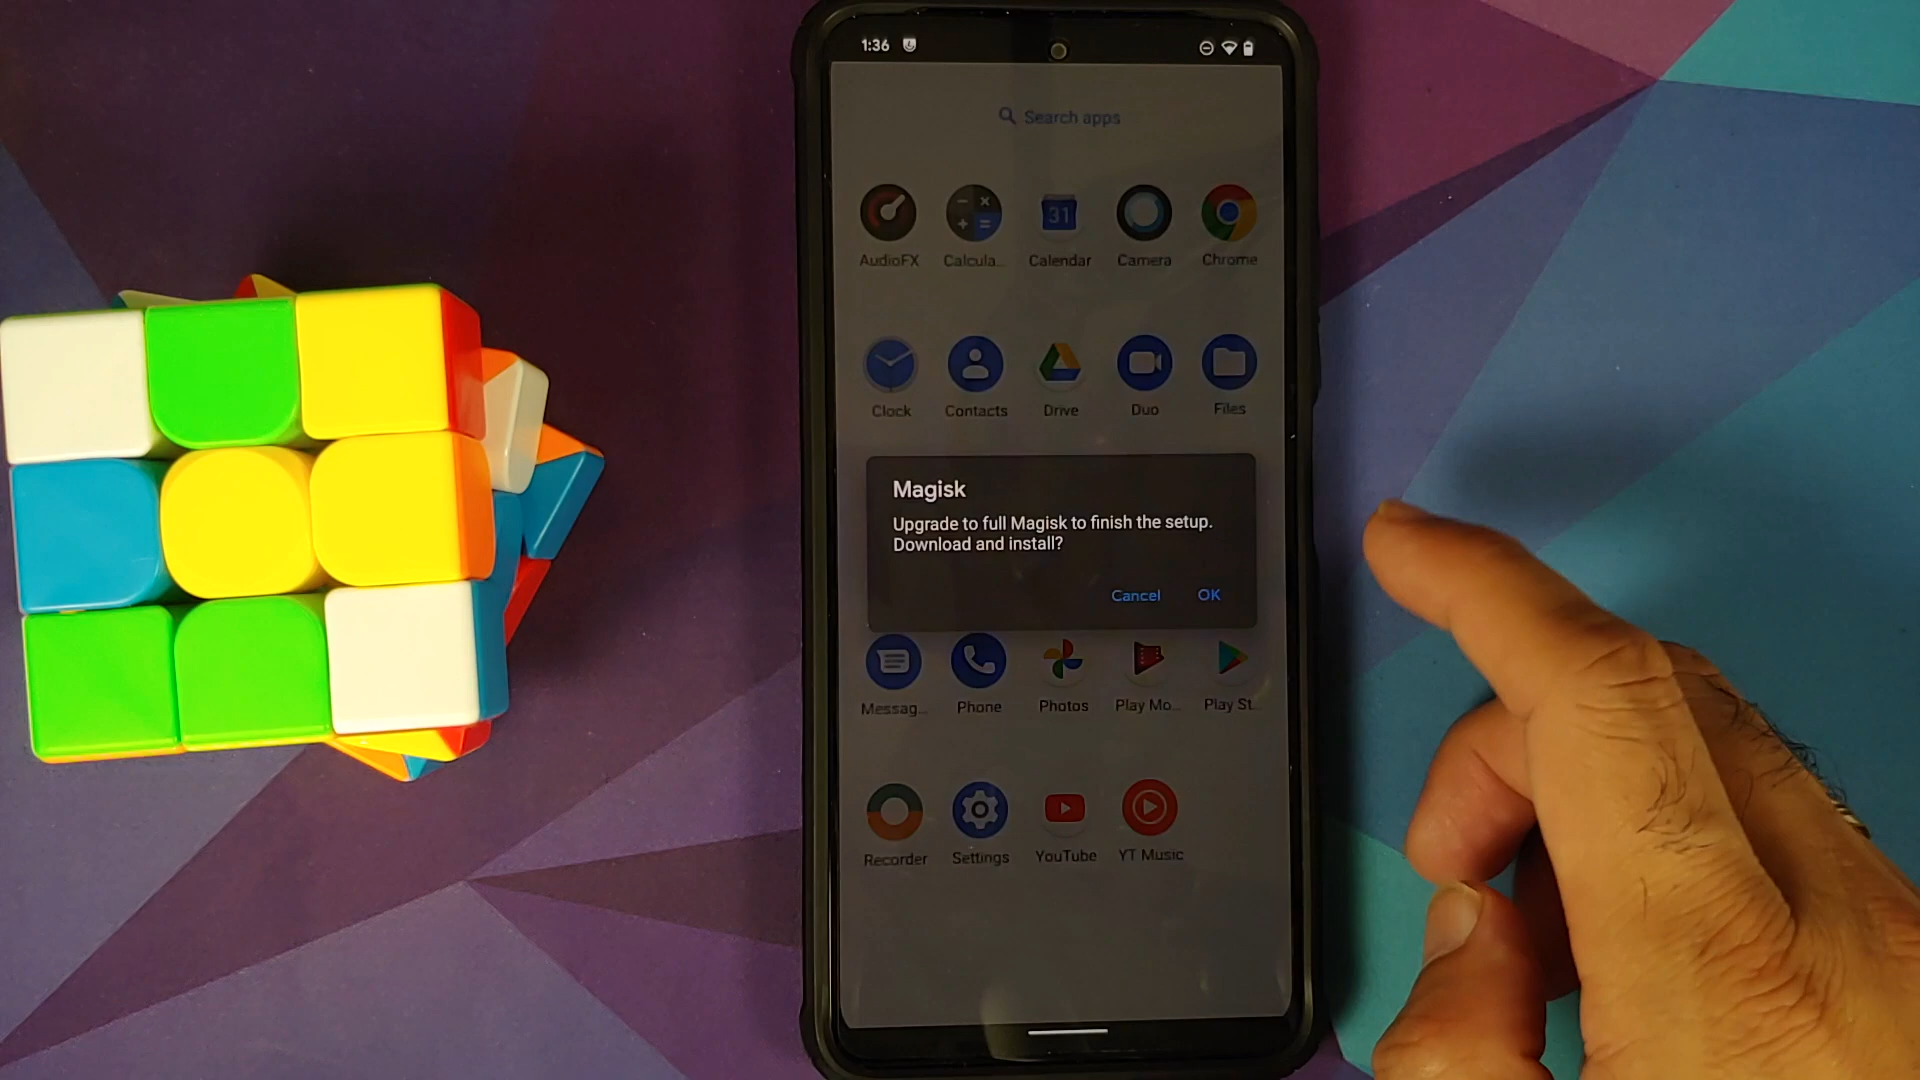 1:36
Search apps
AudioFX Calcula... 31 Calendar Camera Chrome
Clock Contacts Drive Duo Files
Magisk
Upgrade to full Magisk to finish the setup.
Download and install?
Cancel OK
Messag... Phone Photos Play Mo... Play St...
Recorder Settings YouTube YT Music